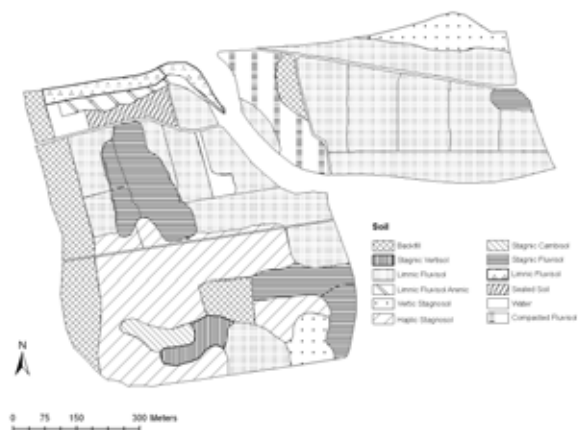 Soil
Backfill
Stagnic Vertisol
Limnic Fluvisol
Limnic Fluvisol Arenic
Vertic Stagnosol
Haplic Stagnosol
Stagnic Cambisol
Stagnic Fluvisol
Limnic Fluvisol
Sealed Soil
Water
Compacted Fluvisol
N
0 75 150 300 Meters